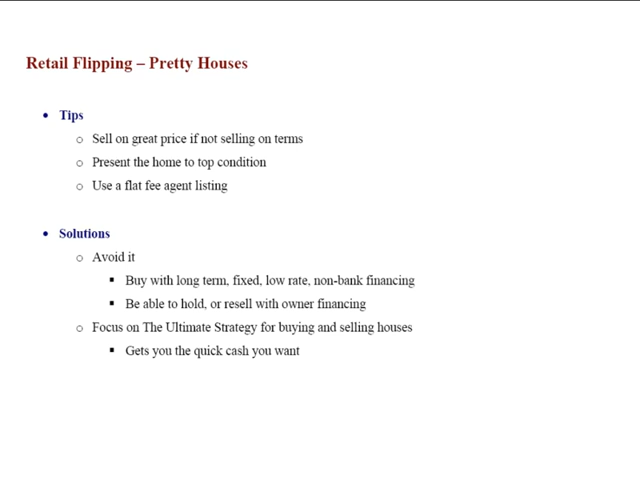 Retail Flipping – Pretty Houses
• Tips
o Sell on great price if not selling on terms
o Present the home to top condition
o Use a flat fee agent listing
• Solutions
o Avoid it
▪ Buy with long term, fixed, low rate, non-bank financing
▪ Be able to hold, or resell with owner financing
o Focus on The Ultimate Strategy for buying and selling houses
▪ Gets you the quick cash you want